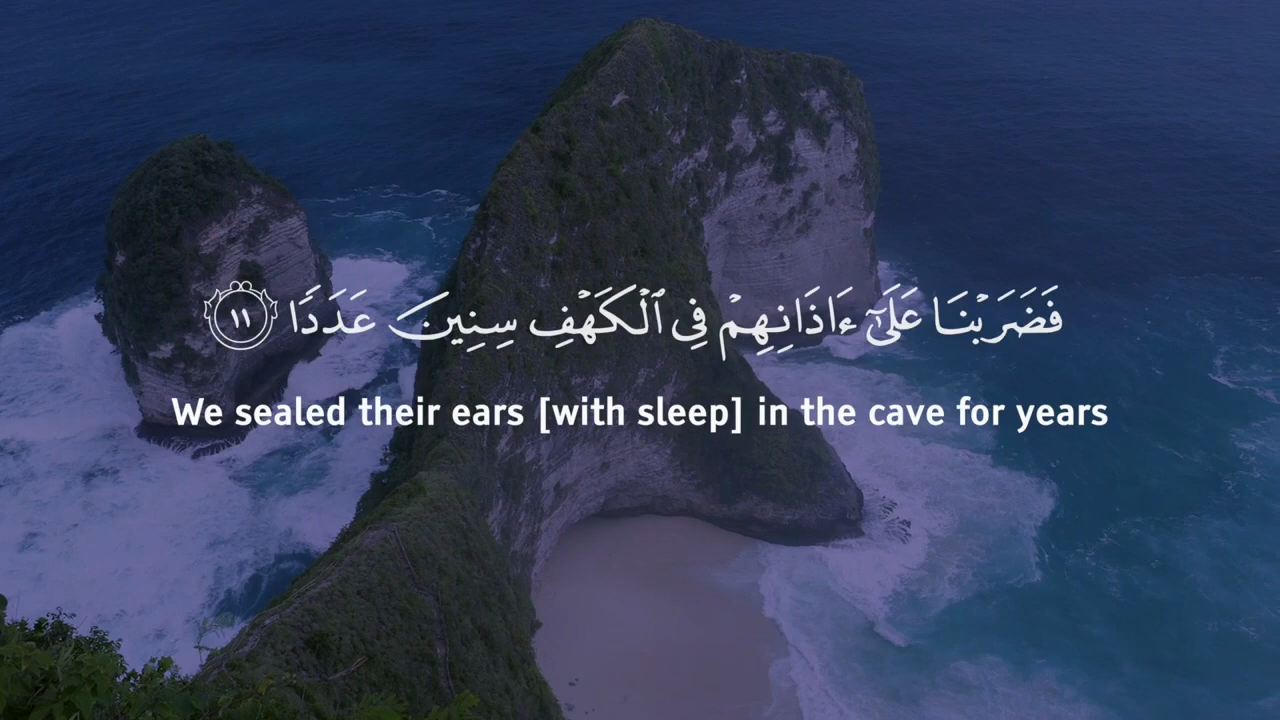 فَضَرَبْنَا عَلَىٰٓ ءَاذَانِهِمْ فِى ٱلْكَهْفِ سِنِينَ عَدَدًا ١١
We sealed their ears [with sleep] in the cave for years